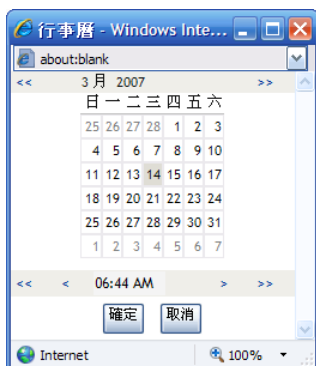 行事曆 - Windows Inte...
about:blank
<< 3 月 2007 >>
日 一 二 三 四 五 六
25 26 27 28 1 2 3
4 5 6 7 8 9 10
11 12 13 14 15 16 17
18 19 20 21 22 23 24
25 26 27 28 29 30 31
1 2 3 4 5 6 7
<< < 06:44 AM > >>
確定 取消
Internet 100%